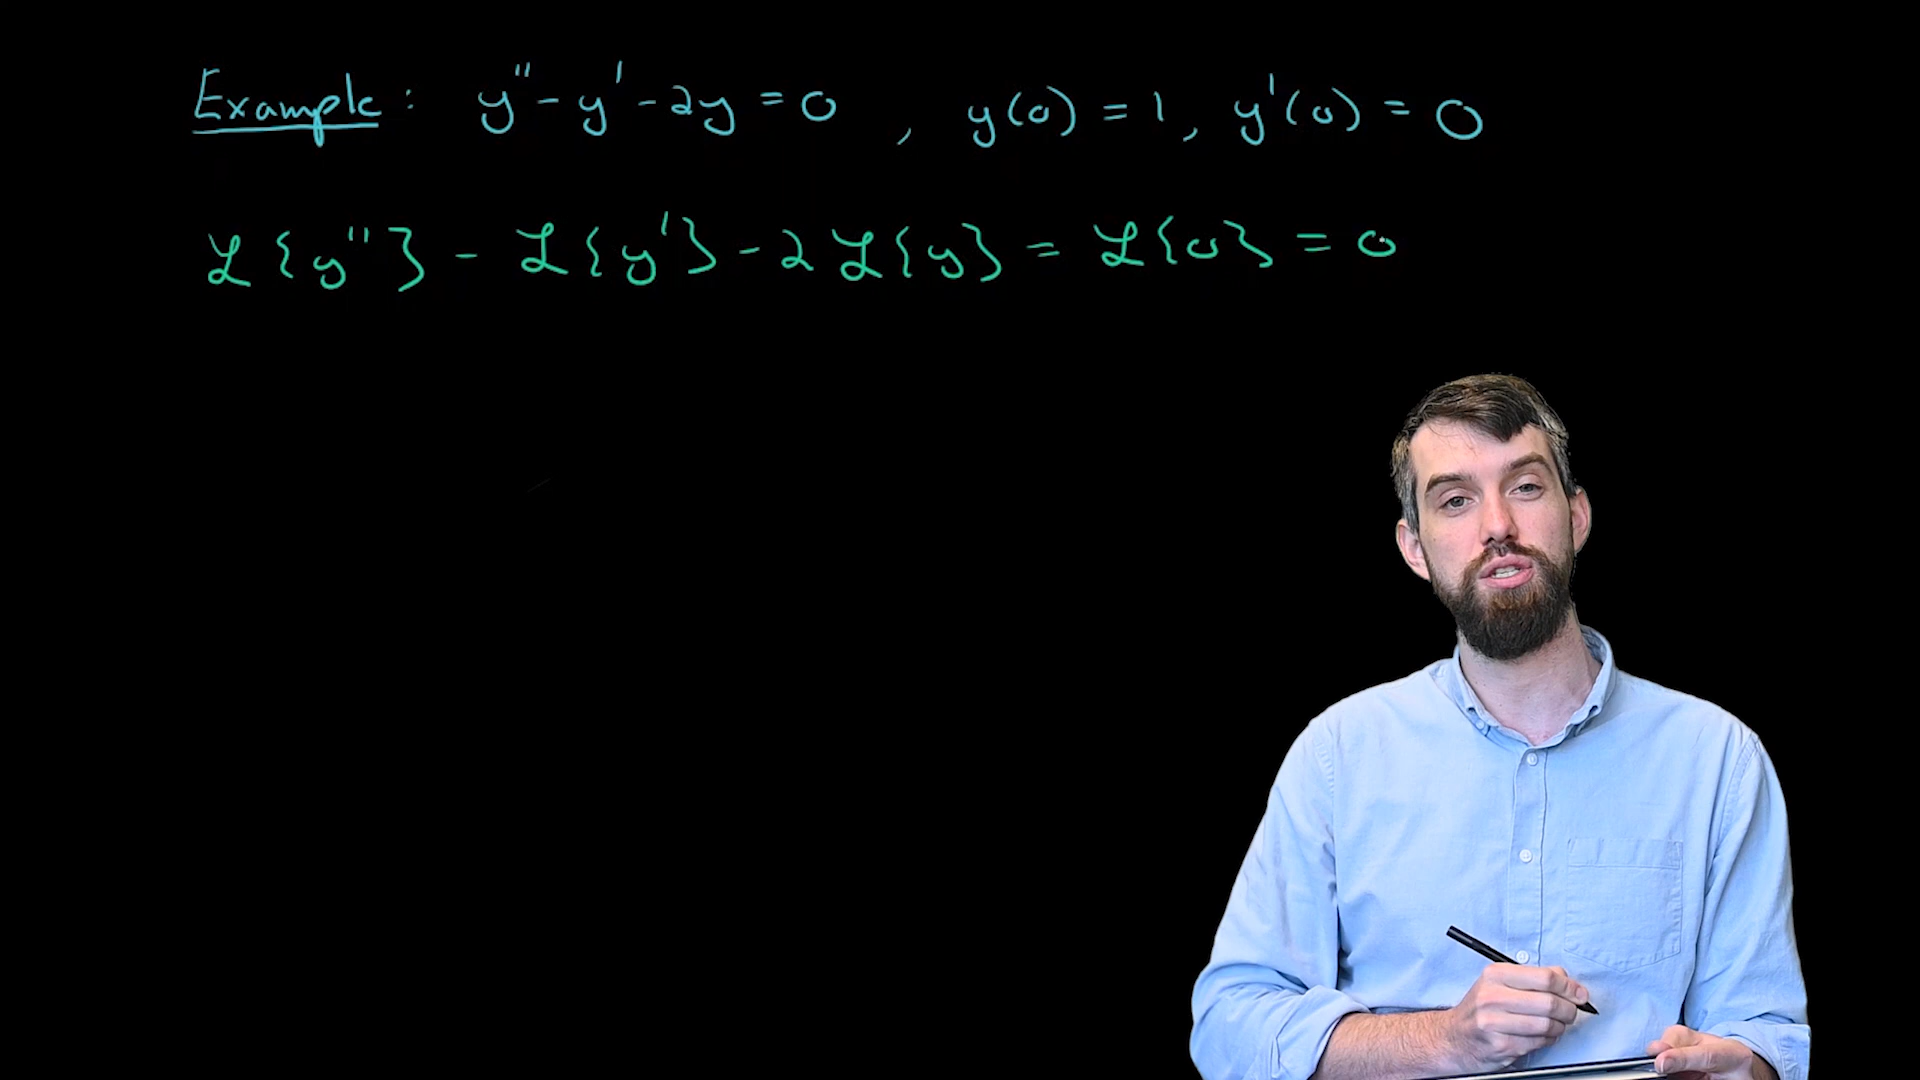 Example: y'' - y' - 2y = 0 , y(0) = 1, y'(0) = 0
ℒ{y''} - ℒ{y'} - 2ℒ{y} = ℒ{0} = 0